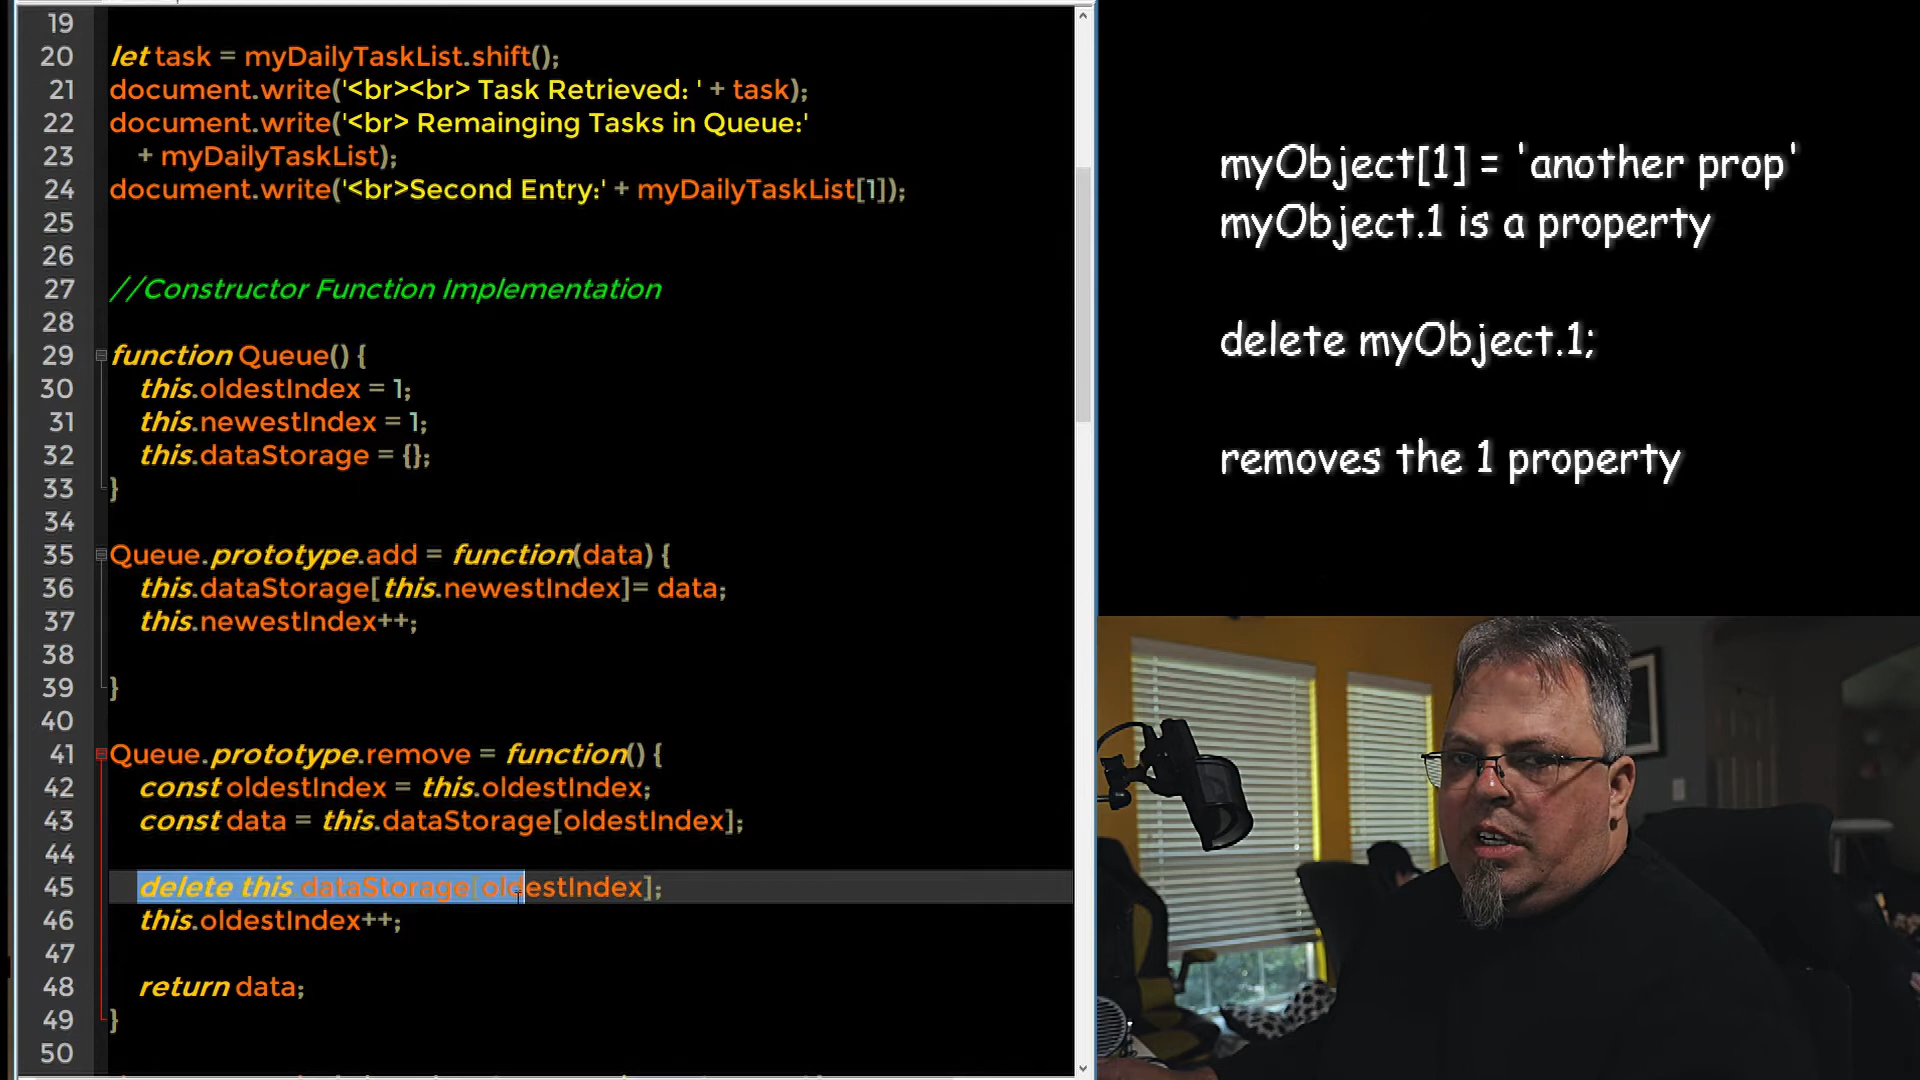 19
20 let task = myDailyTaskList.shift();
21 document.write('<br><br> Task Retrieved: ' + task);
22 document.write('<br> Remainging Tasks in Queue:'
23 + myDailyTaskList);
24 document.write('<br>Second Entry:' + myDailyTaskList[1]);
25
26
27 //Constructor Function Implementation
28
29 function Queue() {
30 this.oldestIndex = 1;
31 this.newestIndex = 1;
32 this.dataStorage = {};
33 }
34
35 Queue.prototype.add = function(data) {
36 this.dataStorage[this.newestIndex]= data;
37 this.newestIndex++;
38
39 }
40
41 Queue.prototype.remove = function() {
42 const oldestIndex = this.oldestIndex;
43 const data = this.dataStorage[oldestIndex];
44
45 delete this dataStorage[oldestIndex];
46 this.oldestIndex++;
47
48 return data;
49 }
50
myObject[1] = 'another prop'
myObject.1 is a property
delete myObject.1;
removes the 1 property